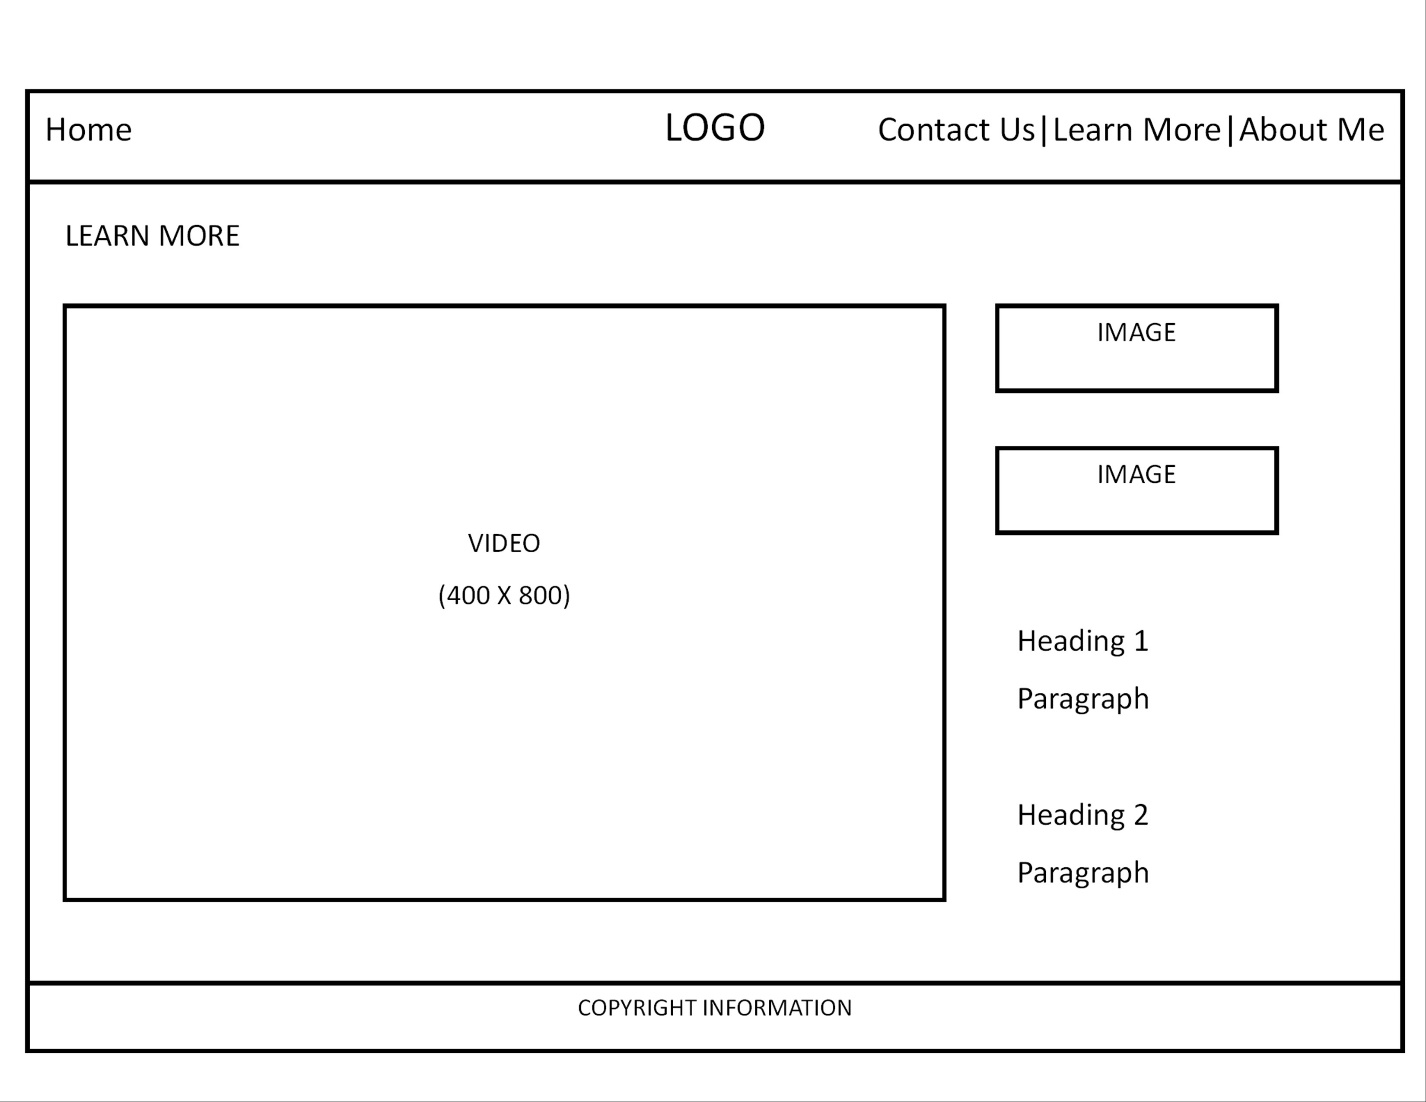 Home
LOGO
Contact Us|Learn More|About Me
LEARN MORE
VIDEO
(400 X 800)
IMAGE
IMAGE
Heading 1
Paragraph
Heading 2
Paragraph
COPYRIGHT INFORMATION